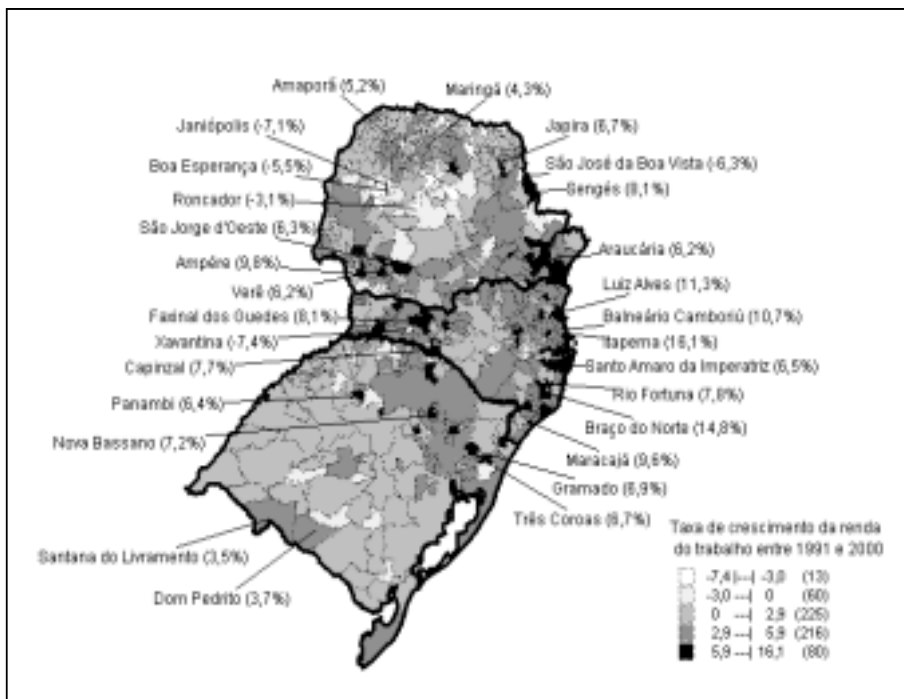 Amaporã (5,2%)
Maringá (4,3%)
Janiópolis (-7,1%)
Japira (6,7%)
Boa Esperança (-5,5%)
São José da Boa Vista (-6,3%)
Roncador (-3,1%)
Sengés (8,1%)
São Jorge d'Oeste (6,3%)
Araucária (6,2%)
Ampére (9,8%)
Verê (6,2%)
Luiz Alves (11,3%)
Faxinal dos Guedes (8,1%)
Balneário Camboriú (10,7%)
Xavantina (-7,4%)
Itapema (16,1%)
Capinzal (7,7%)
Santo Amaro da Imperatriz (6,5%)
Rio Fortuna (7,8%)
Panambi (6,4%)
Braço do Norte (14,8%)
Nova Bassano (7,2%)
Maracajá (9,6%)
Gramado (6,9%)
Três Coroas (6,7%)
Santana do Livramento (3,5%)
Dom Pedrito (3,7%)
Taxa de crescimento da renda
do trabalho entre 1991 e 2000
-7,4 |---| -3,0 (13)
-3,0 ---| 0 (60)
0 ---| 2,9 (225)
2,9 ---| 5,9 (216)
5,9 ---| 16,1 (80)